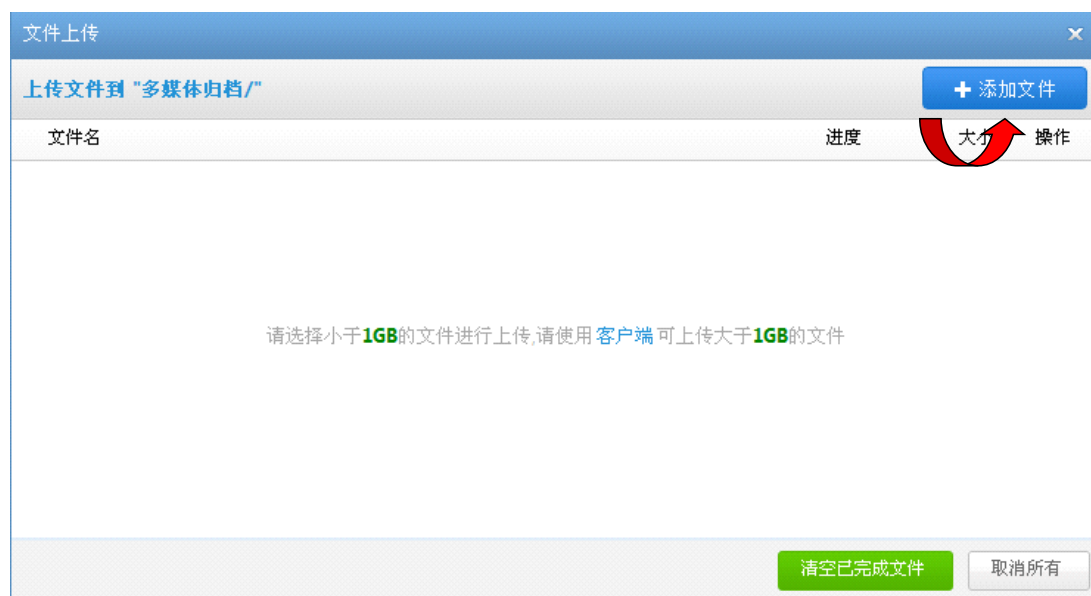 文件上传
上传文件到 "多媒体归档/"
添加文件
文件名 进度 大小 操作
请选择小于1GB的文件进行上传,请使用 客户端 可上传大于1GB的文件
清空已完成文件 取消所有